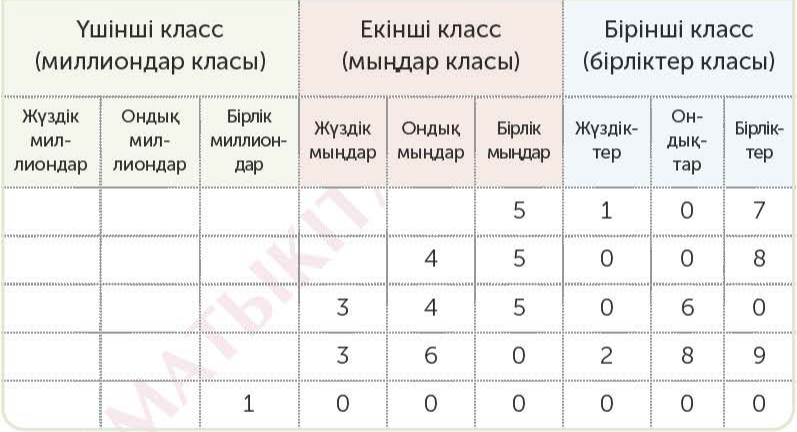 Үшінші класс
(миллиондар класы)
Екінші класс
(мыңдар класы)
Бірінші класс
(бірліктер класы)
Жүздік
мил-
лиондар
Ондық
мил-
лиондар
Бірлік
миллион-
дар
Жүздік
мыңдар
Ондық
мыңдар
Бірлік
мыңдар
Жүздік-
тер
Он-
дық-
тар
Бірлік-
тер
5 1 0 7
4 5 0 0 8
3 4 5 0 6 0
3 6 0 2 8 9
1 0 0 0 0 0 0
МАТЫКІТА